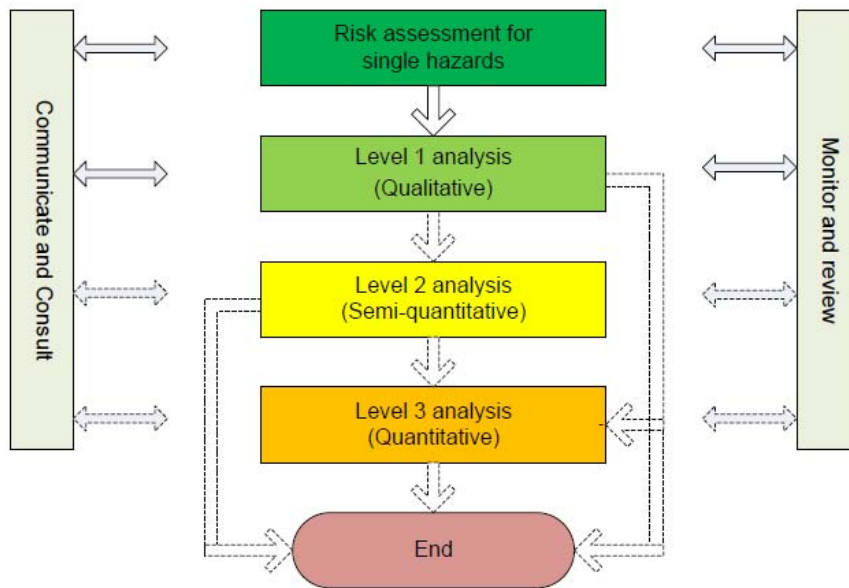 Risk assessment for
single hazards
Communicate and Consult
Level 1 analysis
(Qualitative)
Level 2 analysis
(Semi-quantitative)
Level 3 analysis
(Quantitative)
End
Monitor and review